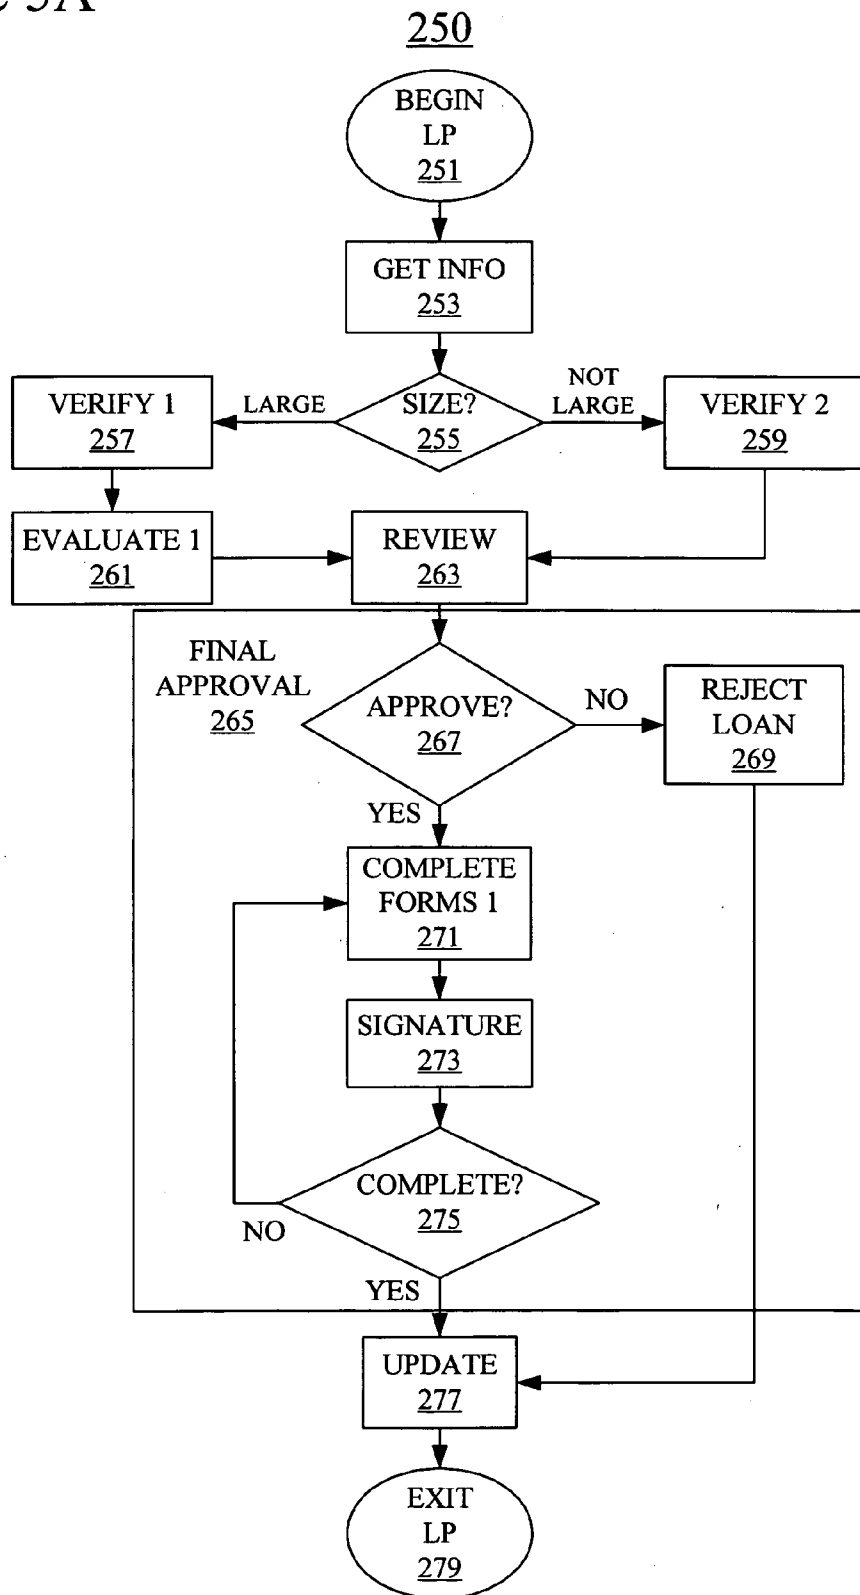 3A
250
BEGIN
LP
251
GET INFO
253
VERIFY 1
257
LARGE
SIZE?
255
NOT
LARGE
VERIFY 2
259
EVALUATE 1
261
REVIEW
263
FINAL
APPROVAL
265
APPROVE?
267
NO
REJECT
LOAN
269
YES
COMPLETE
FORMS 1
271
SIGNATURE
273
COMPLETE?
275
NO
YES
UPDATE
277
EXIT
LP
279